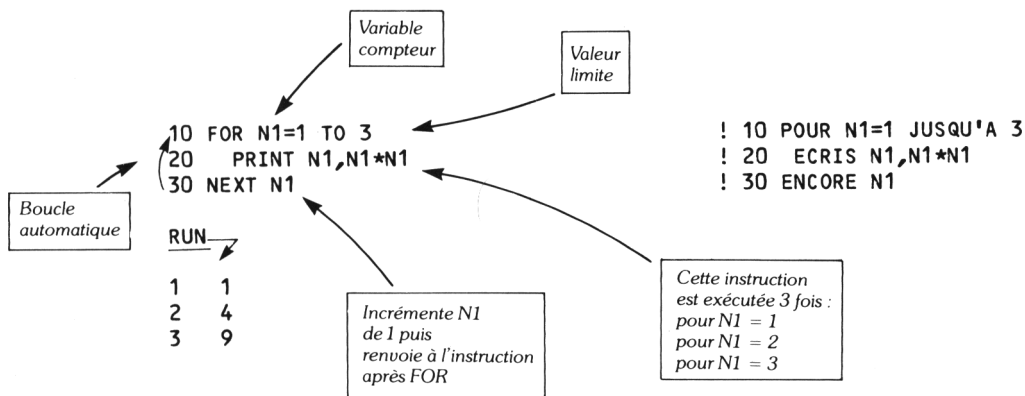 Variable
compteur
Valeur
limite
10 FOR N1=1 TO 3
20 PRINT N1,N1*N1
30 NEXT N1
! 10 POUR N1=1 JUSQU'A 3
! 20 ECRIS N1,N1*N1
! 30 ENCORE N1
Boucle
automatique
RUN
1 1
2 4
3 9
Incrémente N1
de 1 puis
renvoie à l'instruction
après FOR
Cette instruction
est exécutée 3 fois :
pour N1 = 1
pour N1 = 2
pour N1 = 3